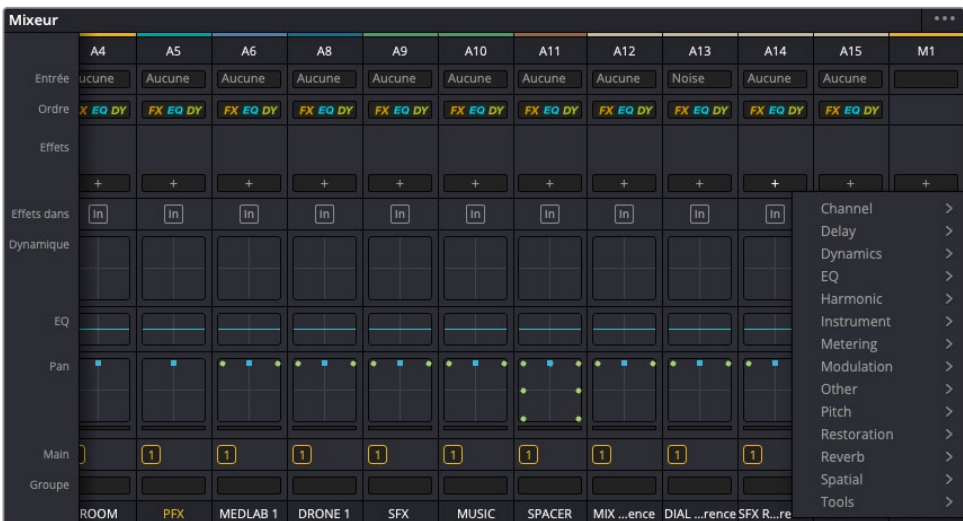 Mixeur
A4 A5 A6 A8 A9 A10 A11 A12 A13 A14 A15 M1
Entrée ucune Aucune Aucune Aucune Aucune Aucune Aucune Aucune Noise Aucune Aucune
Ordre X EQ DY FX EQ DY FX EQ DY FX EQ DY FX EQ DY FX EQ DY FX EQ DY FX EQ DY FX EQ DY FX EQ DY FX EQ DY
Effets
+ + + + + + + + + + + +
Effets dans In In In In In In In In In In
Channel >
Delay >
Dynamique
Dynamics >
EQ >
Harmonic >
EQ
Instrument >
Metering >
Pan
Modulation >
Other >
Pitch >
Restoration >
Main 1 1 1 1 1 1 1 1 1
Reverb >
Groupe
Spatial >
Tools >
ROOM PFX MEDLAB 1 DRONE 1 SFX MUSIC SPACER MIX ...ence DIAL ...rence SFX R...re